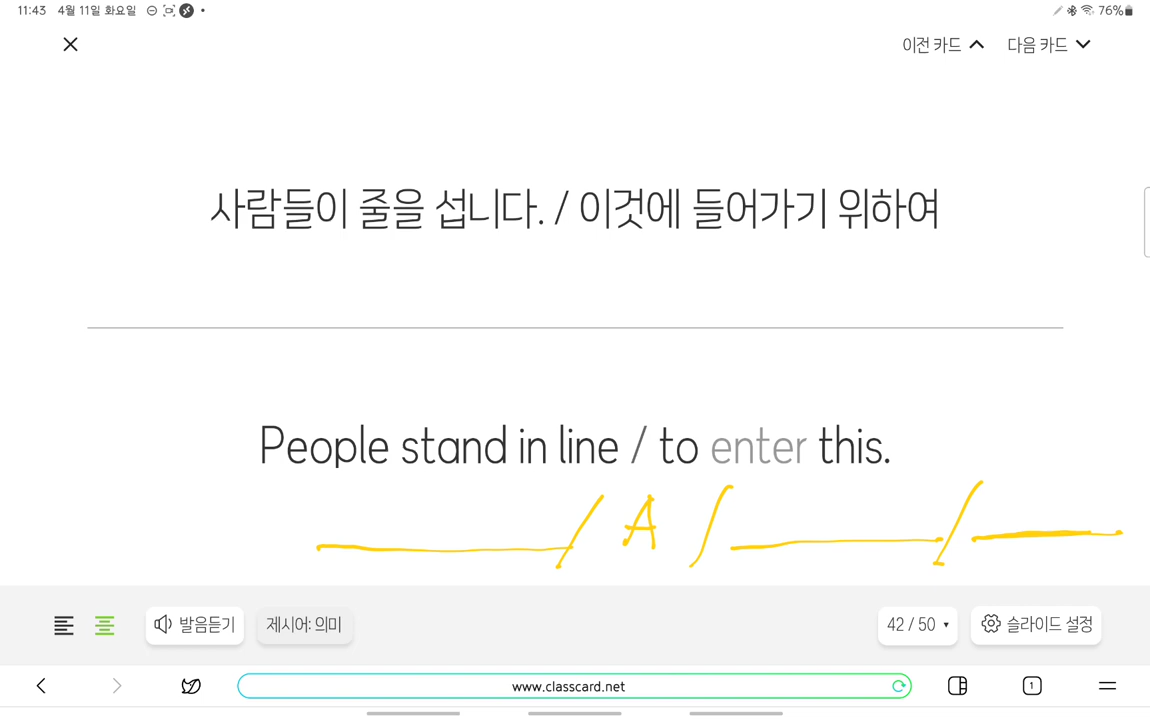 11:43 4월 11일 화요일 76%
이전 카드 다음 카드
사람들이 줄을 섭니다. / 이것에 들어가기 위하여
People stand in line / to enter this.
/ A / /
발음듣기 제시어: 의미 42 / 50 슬라이드 설정
www.classcard.net 1